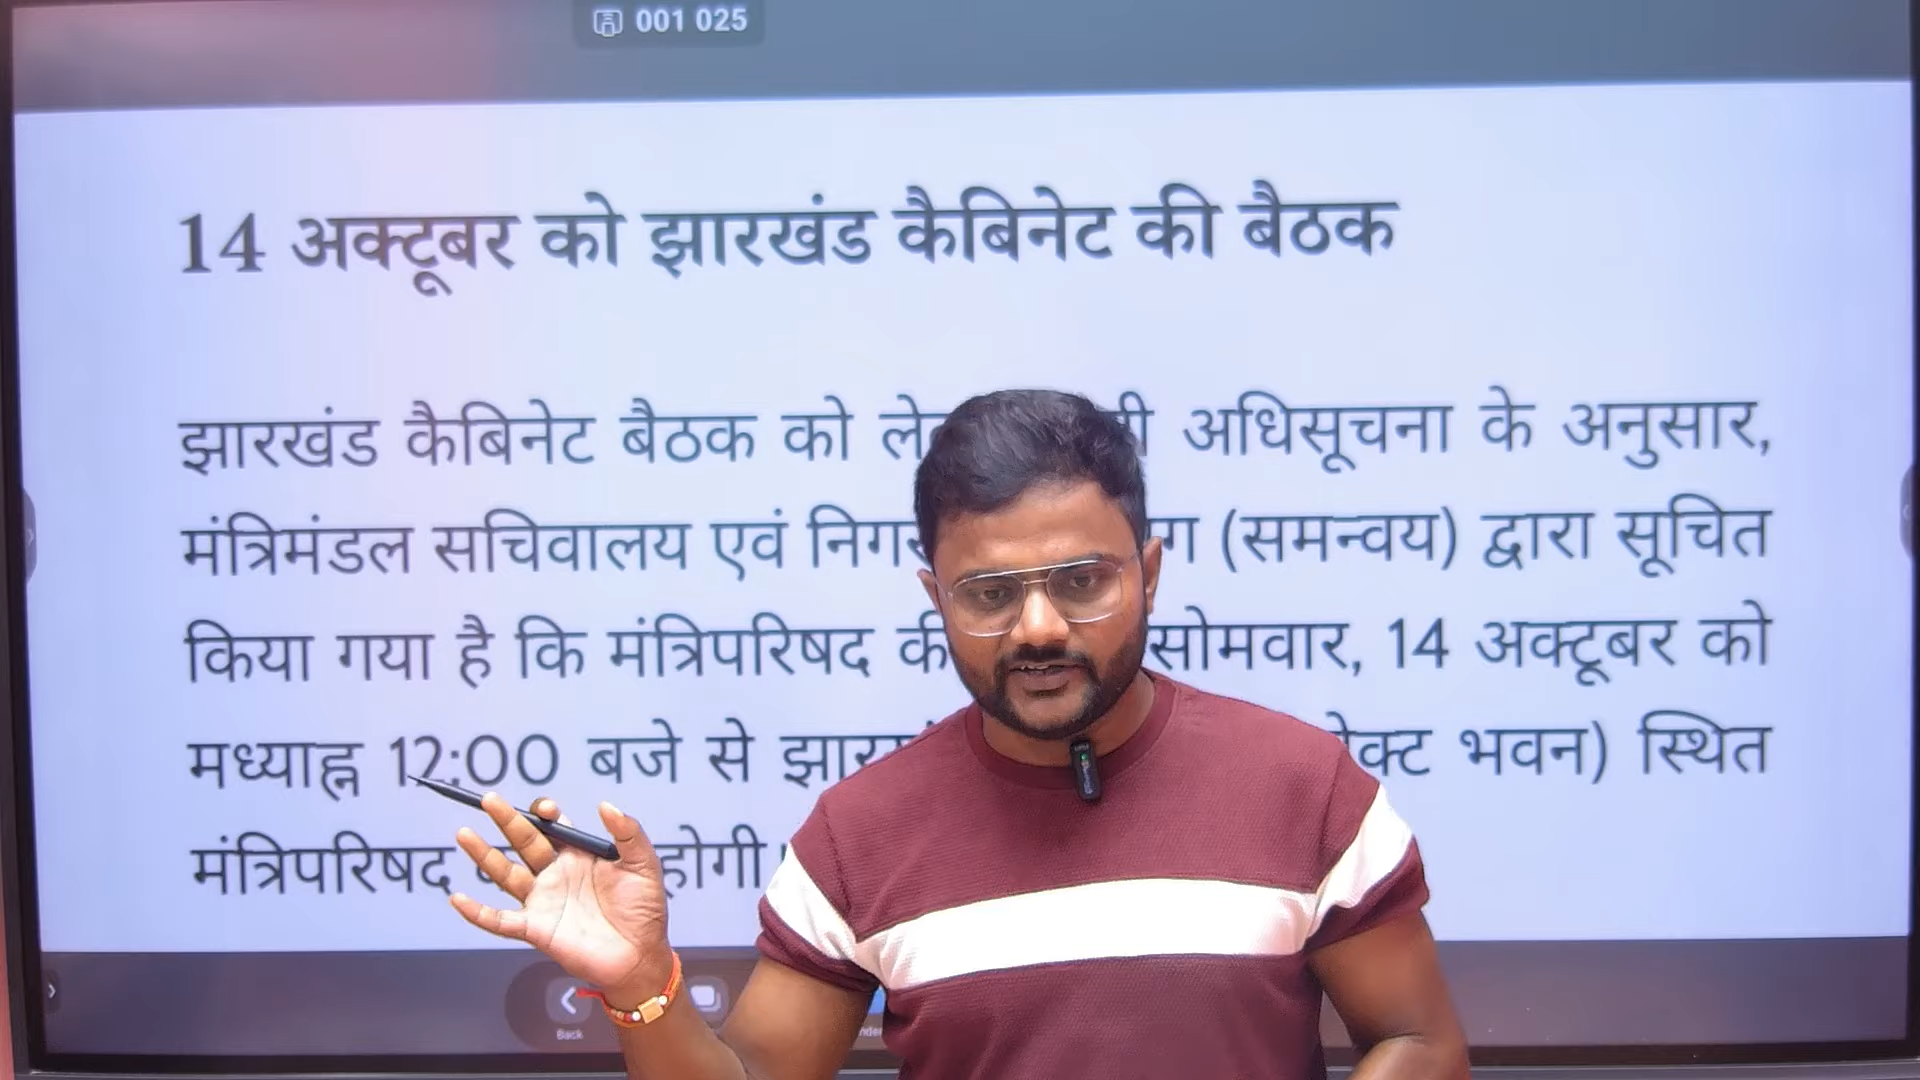 001 025
14 अक्टूबर को झारखंड कैबिनेट की बैठक
झारखंड कैबिनेट बैठक को अधिसूचना के अनुसार,
मंत्रिमंडल सचिवालय एवं (समन्वय) द्वारा सूचित
किया गया है कि मंत्रिपरिषद की सोमवार, 14 अक्टूबर को
मध्याह्न 12:00 बजे से भवन) स्थित
मंत्रिपरिषद होगी
Back